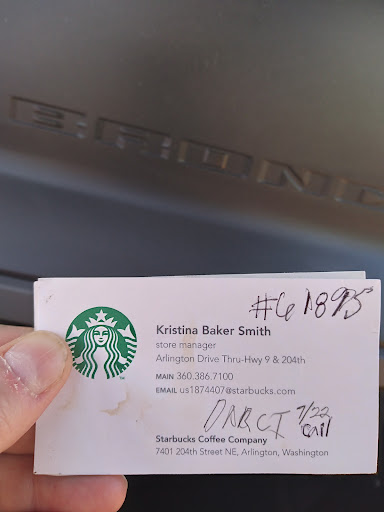 BRONC
Kristina Baker Smith
store manager
Arlington Drive Thru-Hwy 9 & 204th
MAIN 360.386.7100
EMAIL us1874407@starbucks.com
7/22
Call
Starbucks Coffee Company
7401 204th Street NE, Arlington, Washington